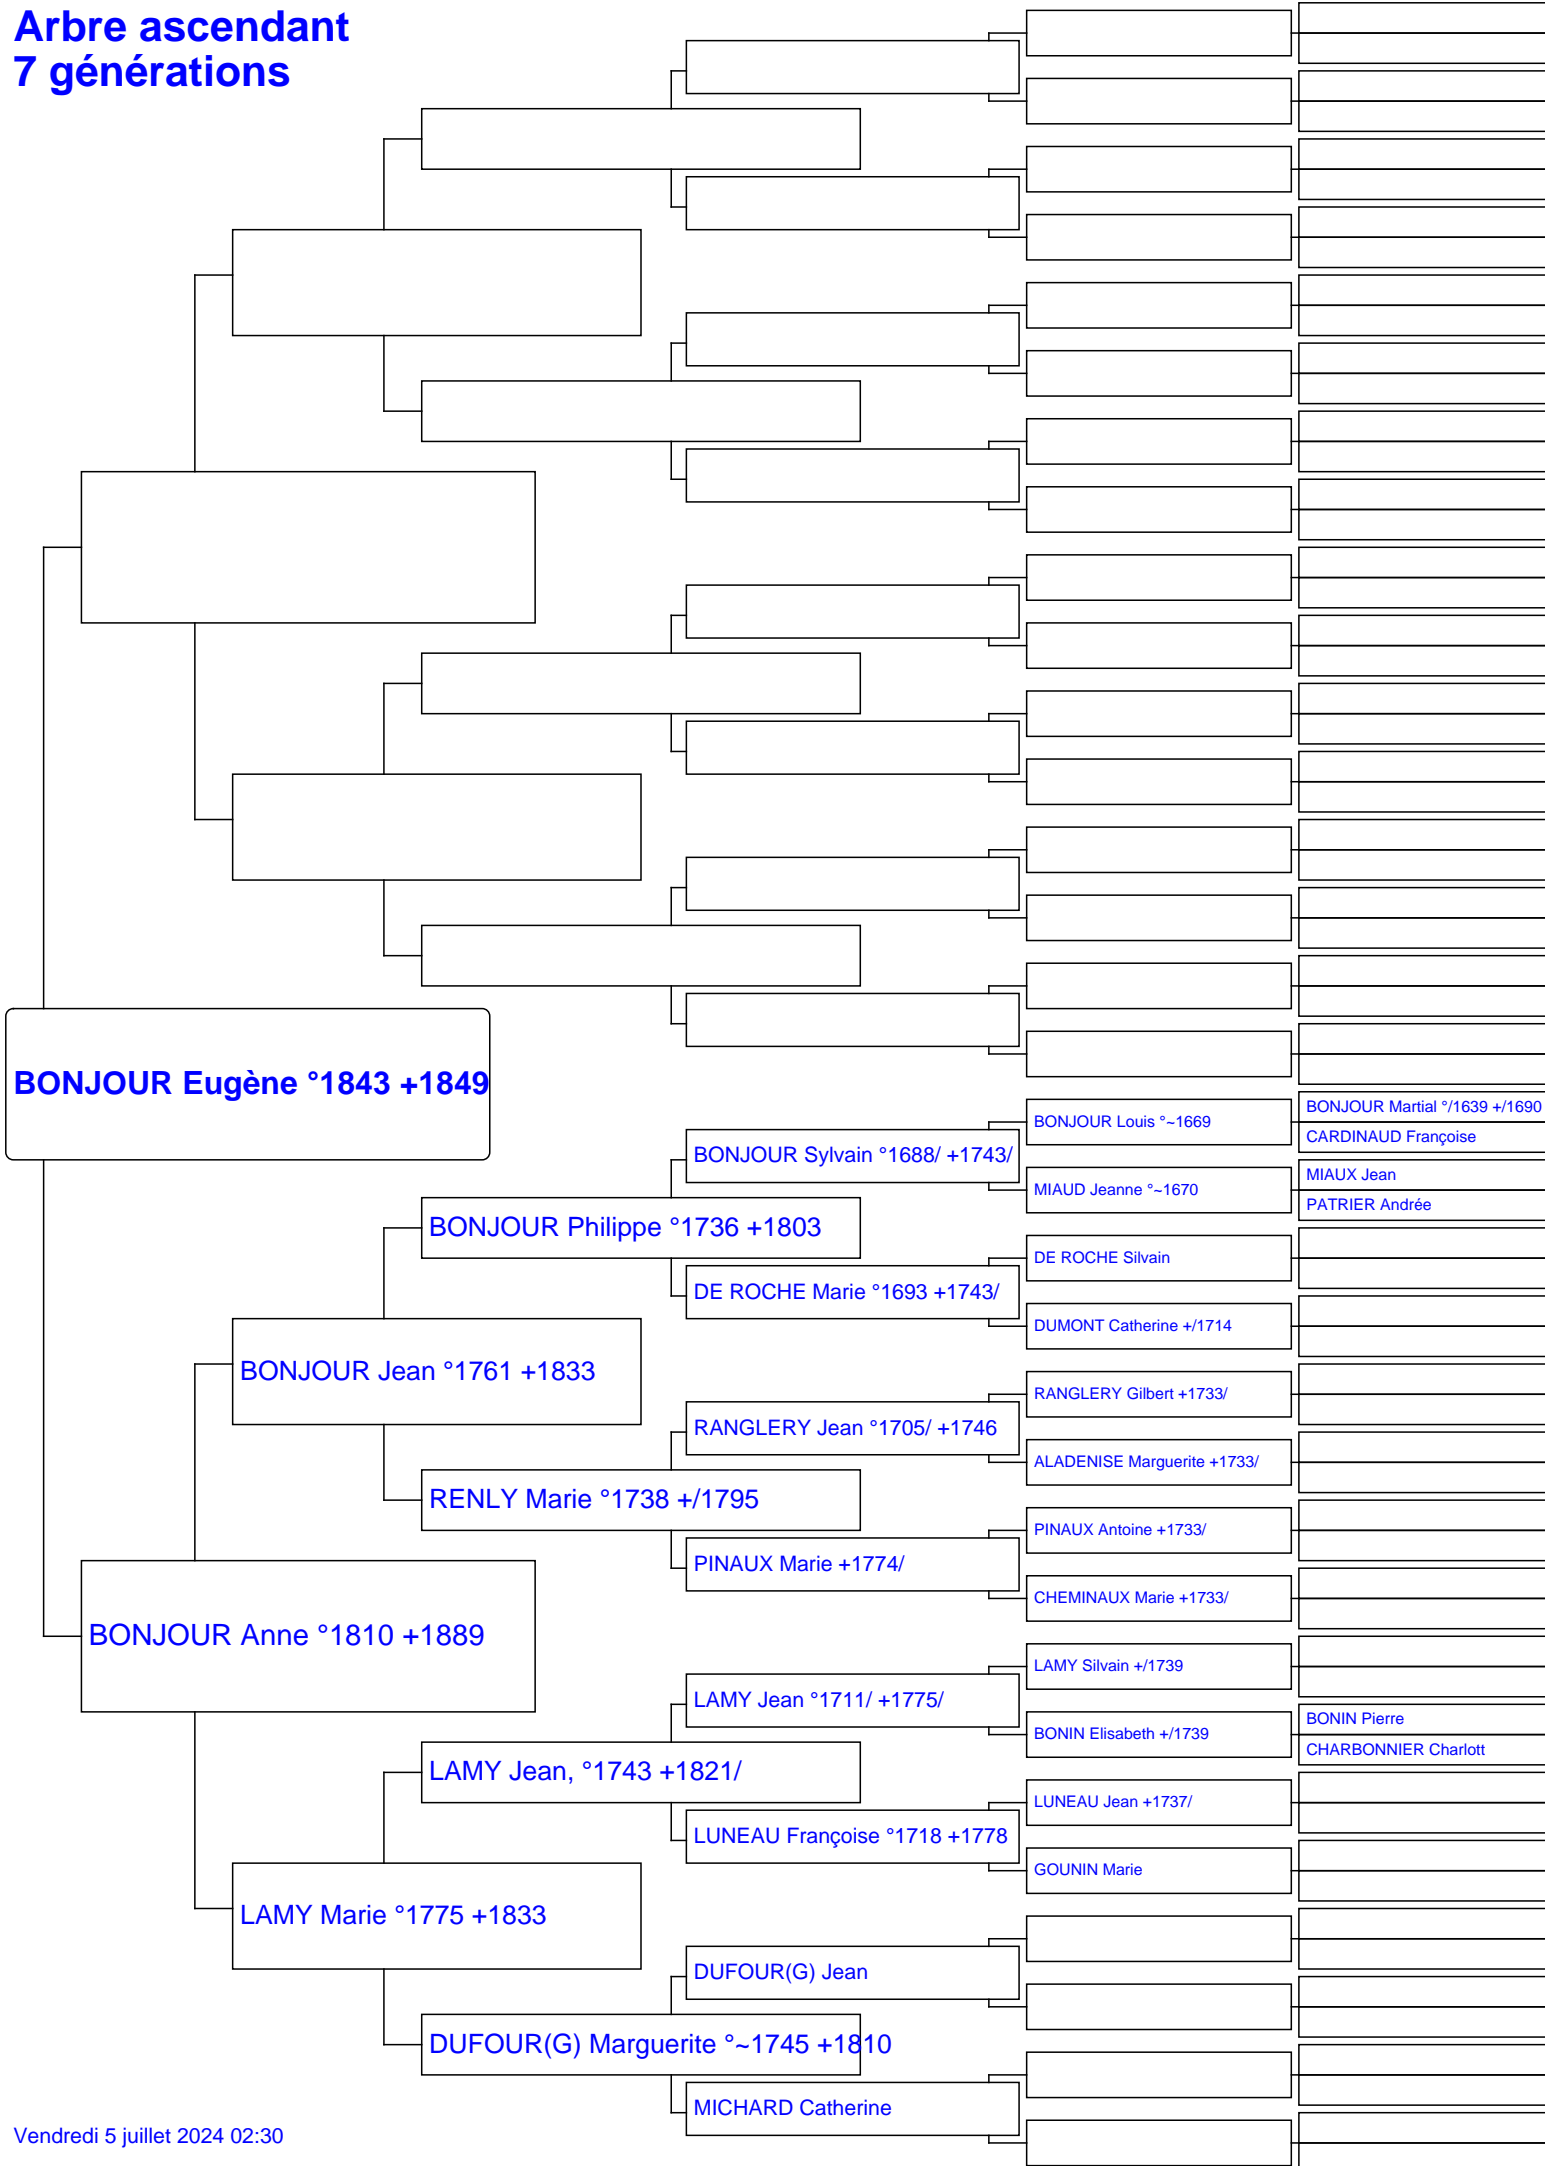 Arbre ascendant
7 générations
BONJOUR Eugène °1843 +1849
BONJOUR Anne °1810 +1889
BONJOUR Jean °1761 +1833
LAMY Marie °1775 +1833
BONJOUR Philippe °1736 +1803
RENLY Marie °1738 +/1795
LAMY Jean, °1743 +1821/
DUFOUR(G) Marguerite °~1745 +1810
BONJOUR Sylvain °1688/ +1743/
DE ROCHE Marie °1693 +1743/
RANGLERY Jean °1705/ +1746
PINAUX Marie +1774/
LAMY Jean °1711/ +1775/
LUNEAU Françoise °1718 +1778
DUFOUR(G) Jean
MICHARD Catherine
BONJOUR Louis °~1669
MIAUD Jeanne °~1670
DE ROCHE Silvain
DUMONT Catherine +/1714
RANGLERY Gilbert +1733/
ALADENISE Marguerite +1733/
PINAUX Antoine +1733/
CHEMINAUX Marie +1733/
LAMY Silvain +/1739
BONIN Elisabeth +/1739
LUNEAU Jean +1737/
GOUNIN Marie
BONJOUR Martial °/1639 +/1690
CARDINAUD Françoise
MIAUX Jean
PATRIER Andrée
BONIN Pierre
CHARBONNIER Charlott
Vendredi 5 juillet 2024 02:30